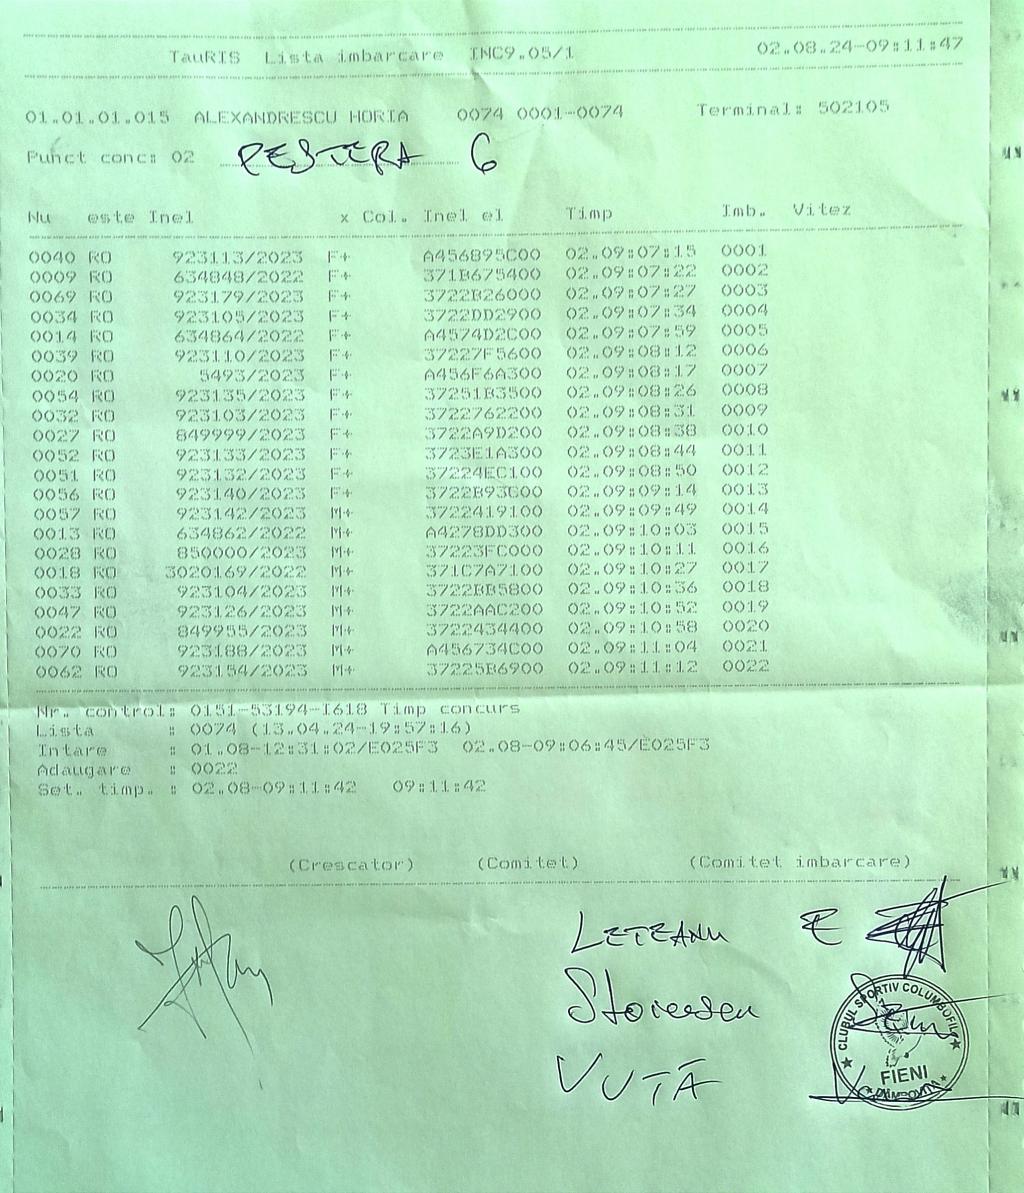 TauRIS Lista imbarcare INC9.05/1 02.08.24-09:11:47
01.01.01.015 ALEXANDRESCU HORIA 0074 0001-0074 Terminal: 502105
Punct conc: 02 PESTERA 6
Nu este Inel x Col. Inel el Timp Imb. Vitez
0040 RO 923113/2023 F+ A456895C00 02.09:07:15 0001
0009 RO 634848/2022 F+ 371B675400 02.09:07:22 0002
0069 RO 923179/2023 F+ 3722B26000 02.09:07:27 0003
0034 RO 923105/2023 F+ 3722DD2900 02.09:07:34 0004
0014 RO 634864/2022 F+ A4574D2C00 02.09:07:59 0005
0039 RO 923110/2023 F+ 37227F5600 02.09:08:12 0006
0020 RO 5493/2023 F+ A456F6A300 02.09:08:17 0007
0054 RO 923135/2023 F+ 37251B3500 02.09:08:26 0008
0032 RO 923103/2023 F+ 3722762200 02.09:08:31 0009
0027 RO 849999/2023 F+ 3722A9D200 02.09:08:38 0010
0052 RO 923133/2023 F+ 3723E1A300 02.09:08:44 0011
0051 RO 923132/2023 F+ 37224EC100 02.09:08:50 0012
0056 RO 923140/2023 F+ 3722B93C00 02.09:09:14 0013
0057 RO 923142/2023 M+ 3722419100 02.09:09:49 0014
0013 RO 634862/2022 M+ A4278DD300 02.09:10:03 0015
0028 RO 850000/2023 M+ 37223FC000 02.09:10:11 0016
0018 RO 3020169/2022 M+ 371C7A7100 02.09:10:27 0017
0033 RO 923104/2023 M+ 3722BB5800 02.09:10:36 0018
0047 RO 923126/2023 M+ 3722AAC200 02.09:10:52 0019
0022 RO 849955/2023 M+ 3722434400 02.09:10:58 0020
0070 RO 923188/2023 M+ A456734C00 02.09:11:04 0021
0062 RO 923154/2023 M+ 37225B6900 02.09:11:12 0022
Nr. control: 0151-53194-I618 Timp concurs
Lista : 0074 (13.04.24-19:57:16)
Intare : 01.08-12:31:02/E025F3 02.08-09:06:45/E025F3
Adaugare : 0022
Set. timp. : 02.08-09:11:42 09:11:42
(Crescator) (Comitet) (Comitet imbarcare)
LETEANU E
Stoicescu
VUTĂ
CLUBUL SPORTIV COLUMBOFIL
FIENI
DÂMBOVIȚA